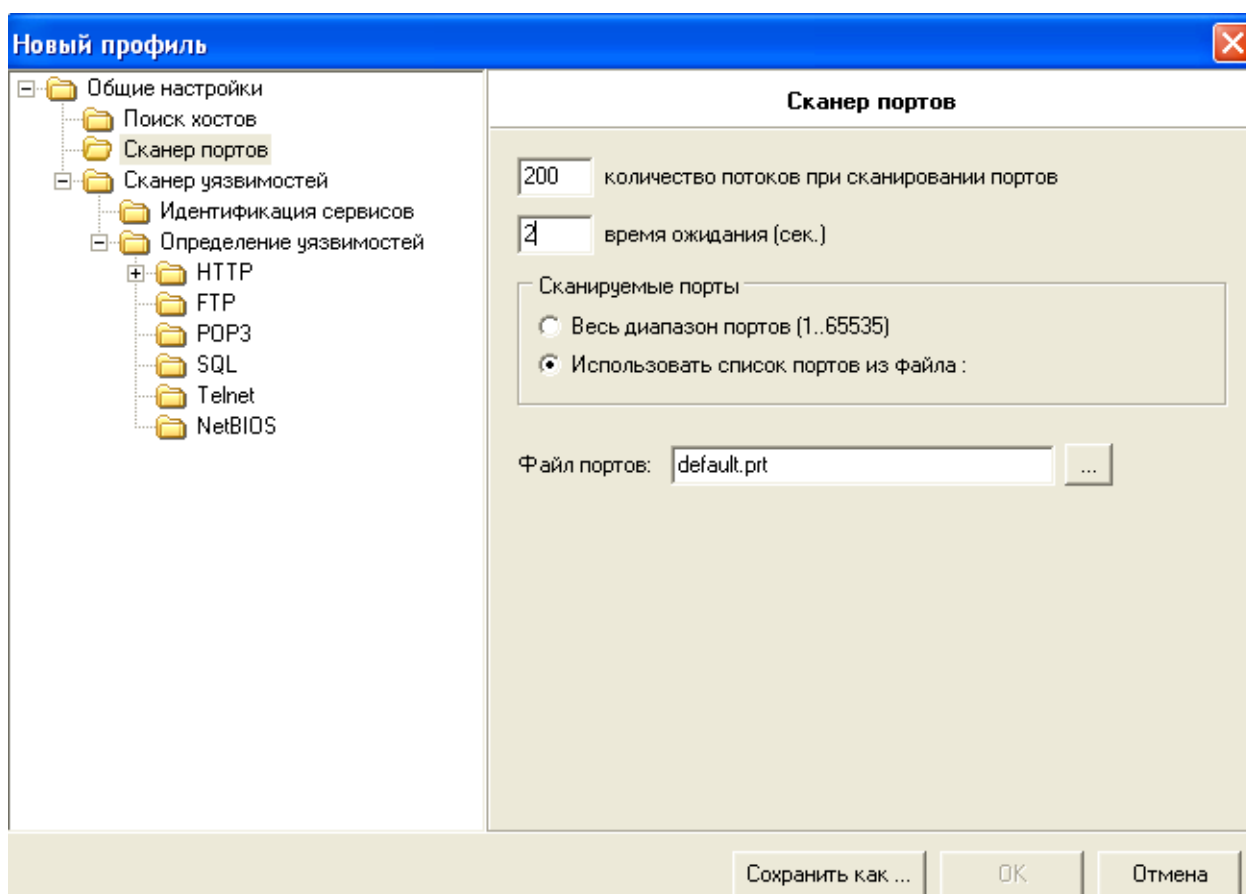 Новый профиль
Общие настройки
Поиск хостов
Сканер портов
Сканер уязвимостей
Идентификация сервисов
Определение уязвимостей
HTTP
FTP
POP3
SQL
Telnet
NetBIOS
Сканер портов
200 количество потоков при сканировании портов
2 время ожидания (сек.)
Сканируемые порты
Весь диапазон портов (1..65535)
Использовать список портов из файла :
Файл портов: default.prt ...
Сохранить как ... OK Отмена